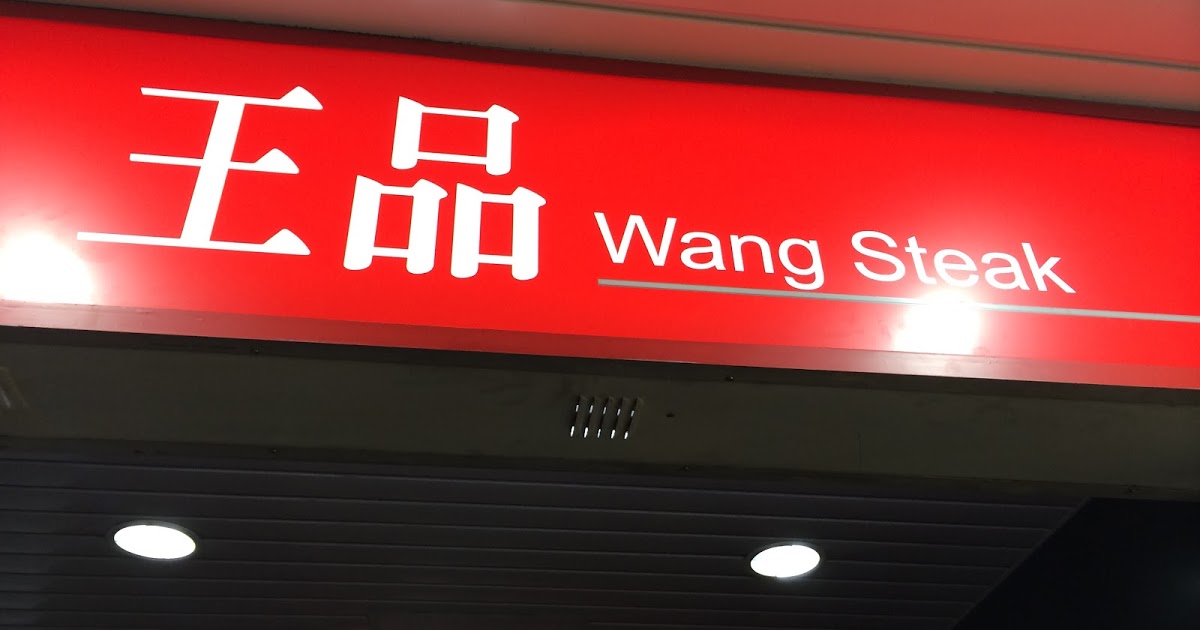 王品 Wang Steak